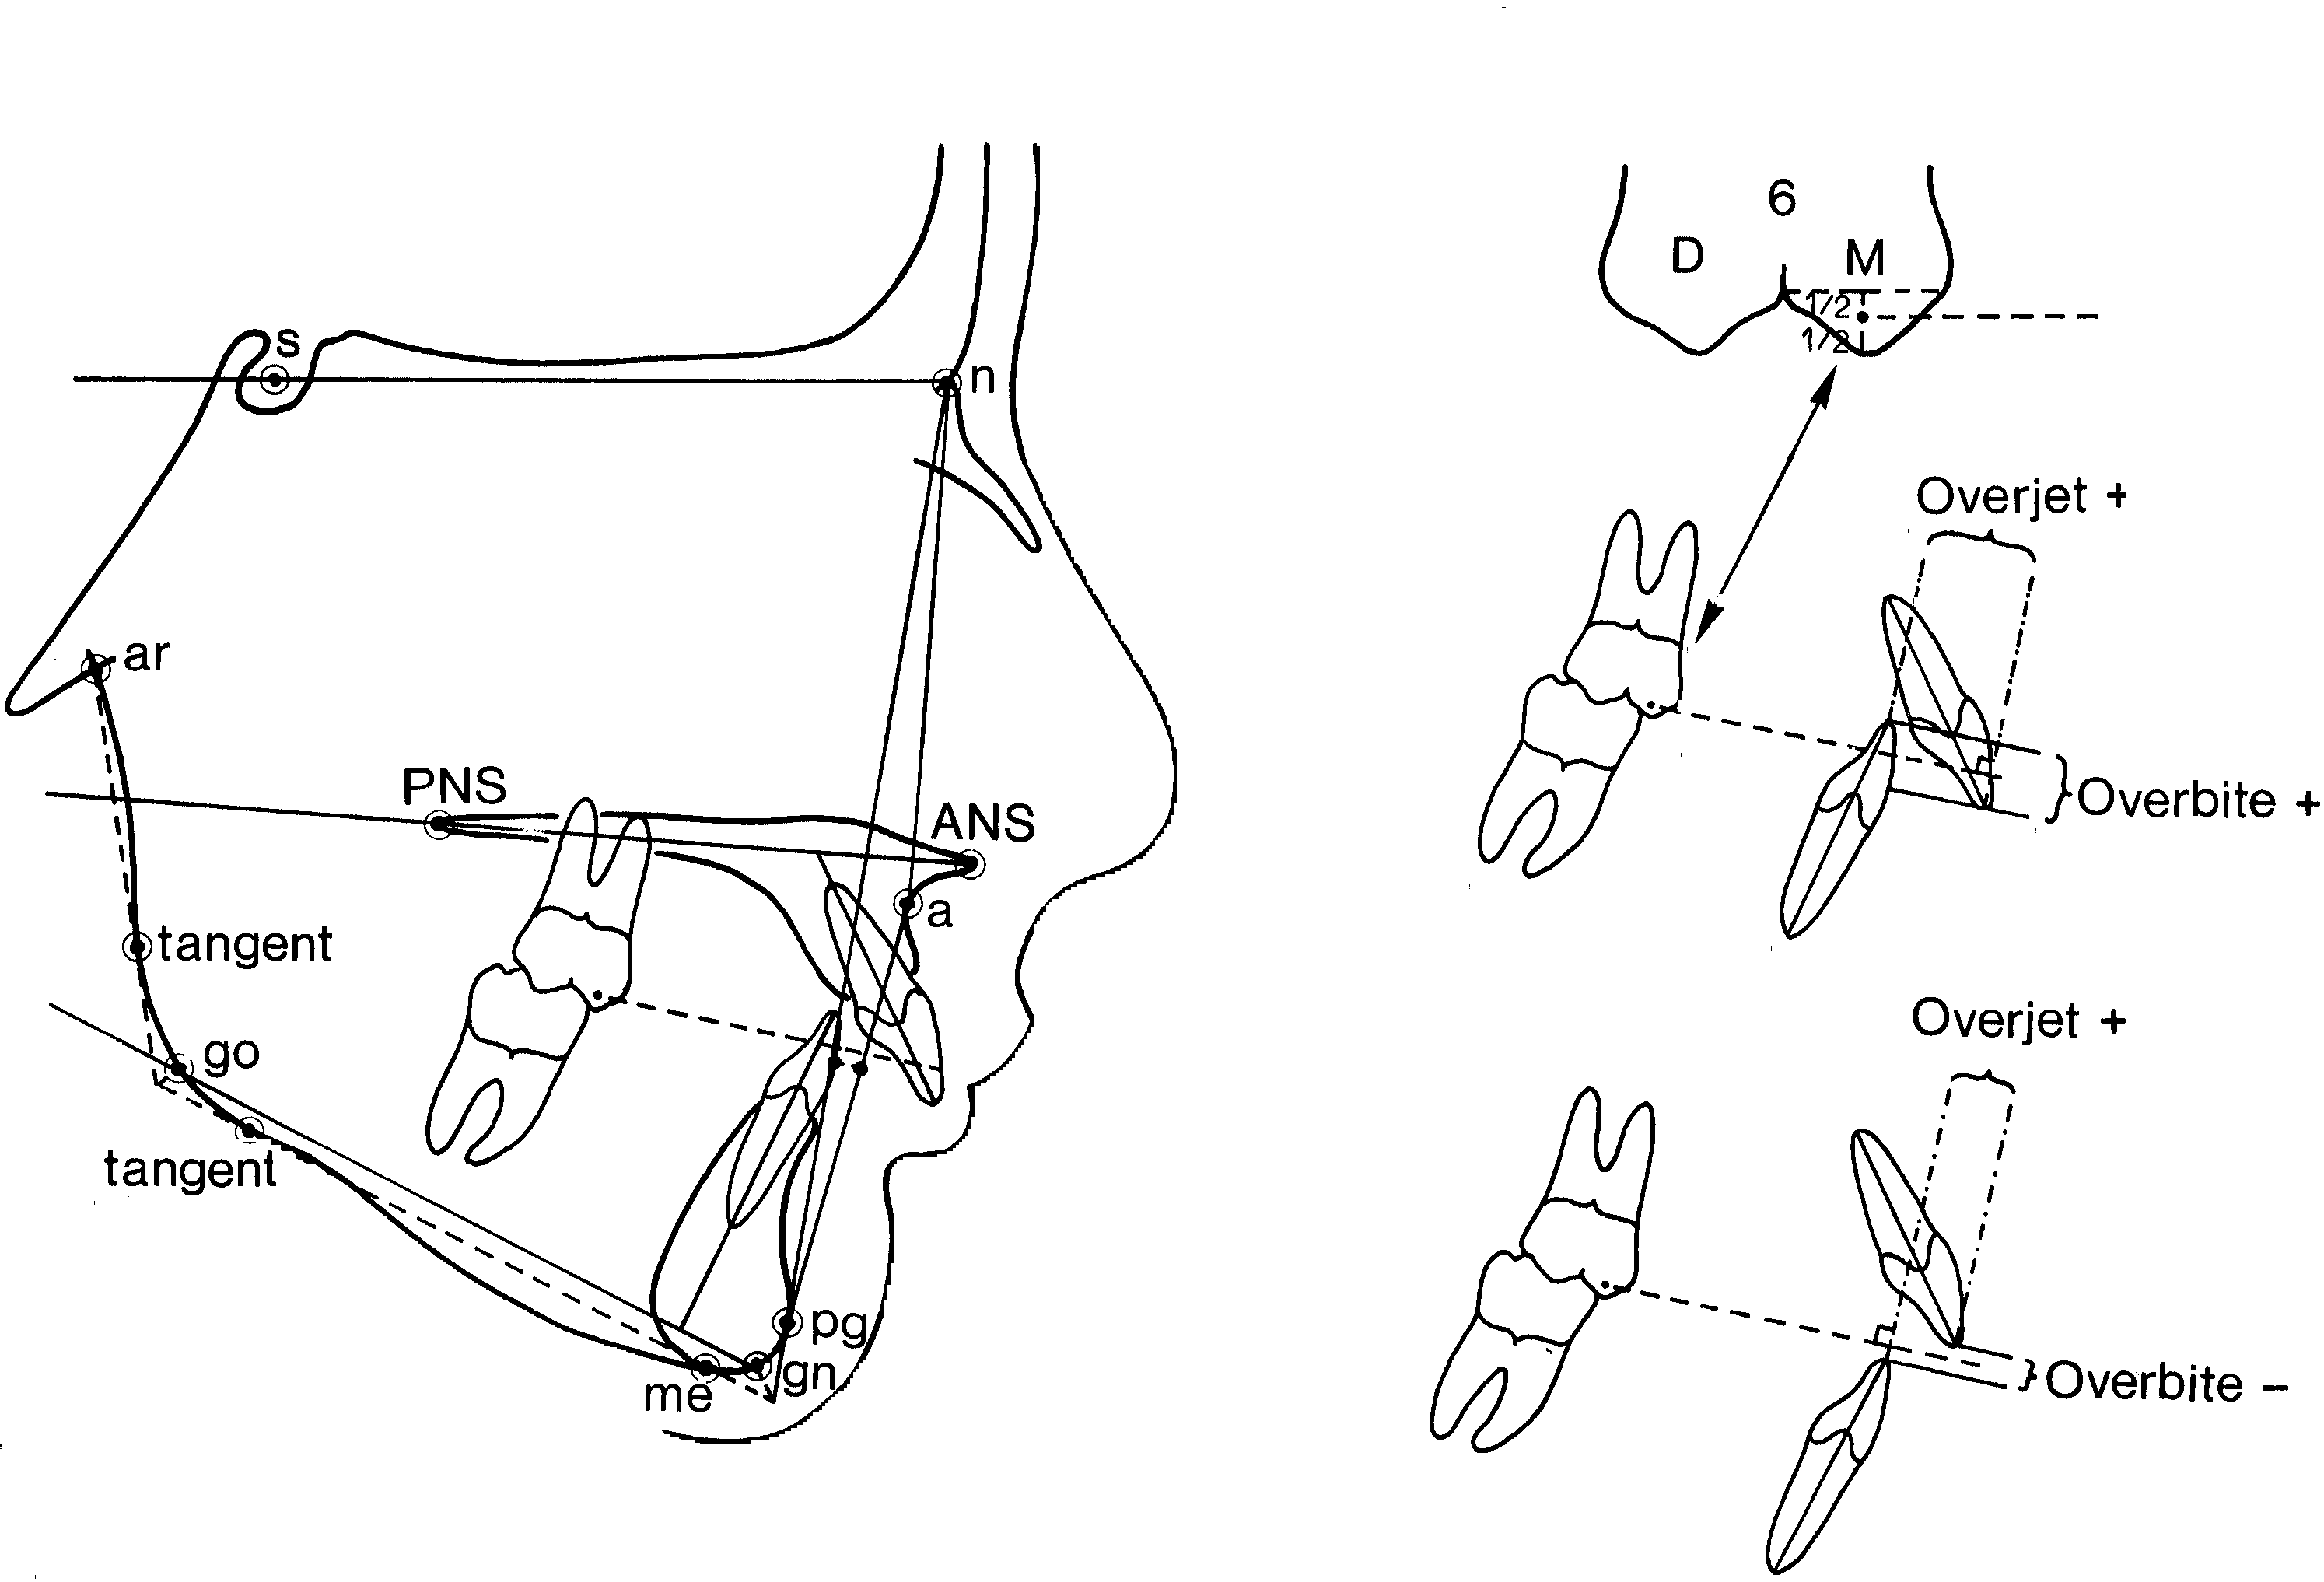 s
n
ar
PNS
ANS
a
tangent
go
tangent
pg
gn
me
6
D
M
1/2
1/2
Overjet +
Overbite +
Overjet +
Overbite −